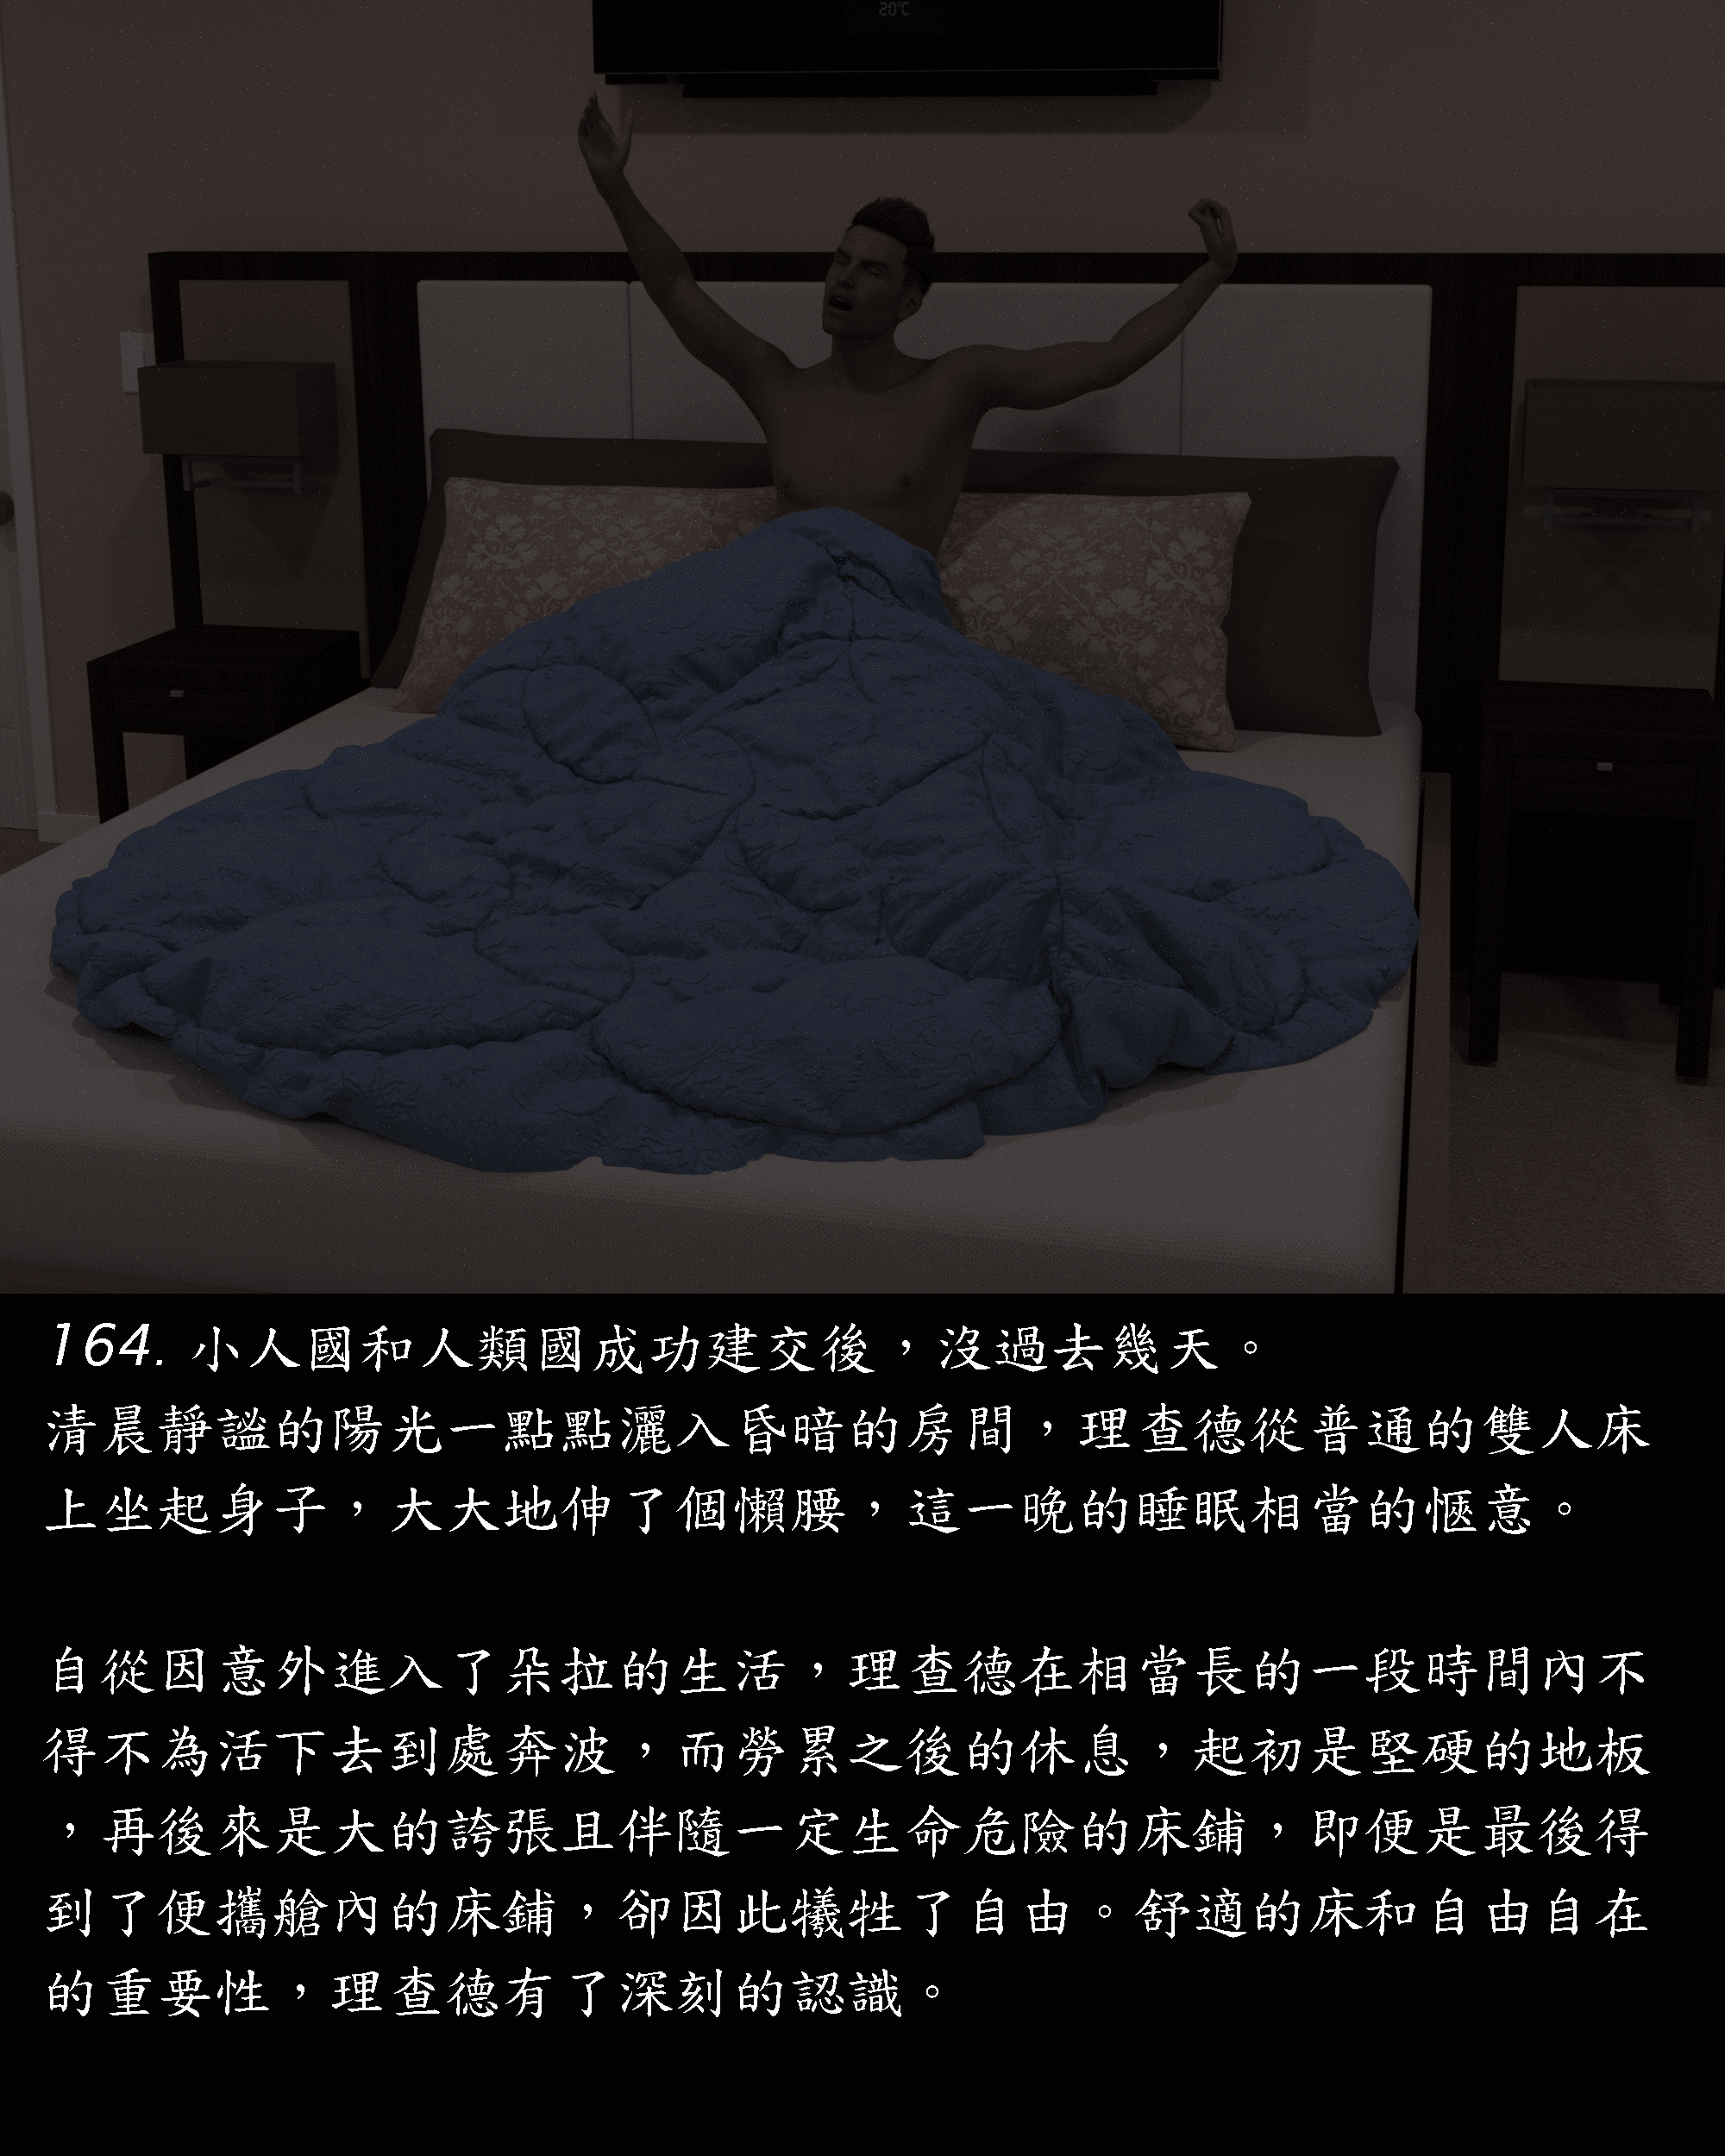 20°C
164. 小人國和人類國成功建交後，沒過去幾天。
清晨靜謐的陽光一點點灑入昏暗的房間，理查德從普通的雙人床
上坐起身子，大大地伸了個懶腰，這一晚的睡眠相當的愜意。
自從因意外進入了朵拉的生活，理查德在相當長的一段時間內不
得不為活下去到處奔波，而勞累之後的休息，起初是堅硬的地板
，再後來是大的誇張且伴隨一定生命危險的床鋪，即便是最後得
到了便攜艙內的床鋪，卻因此犧牲了自由。舒適的床和自由自在
的重要性，理查德有了深刻的認識。